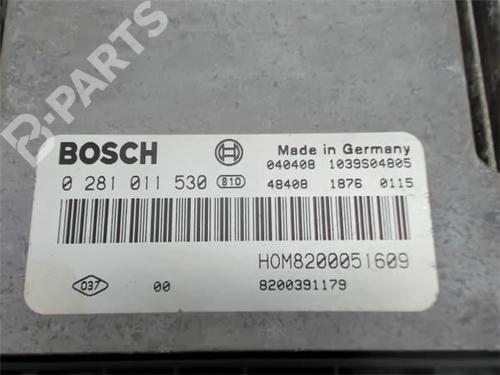 B-PARTS
BOSCH
Made in Germany
040408 1039S04805
0 281 011 530 810
48408 1876 0115
HOM8200051609
037 00 8200391179